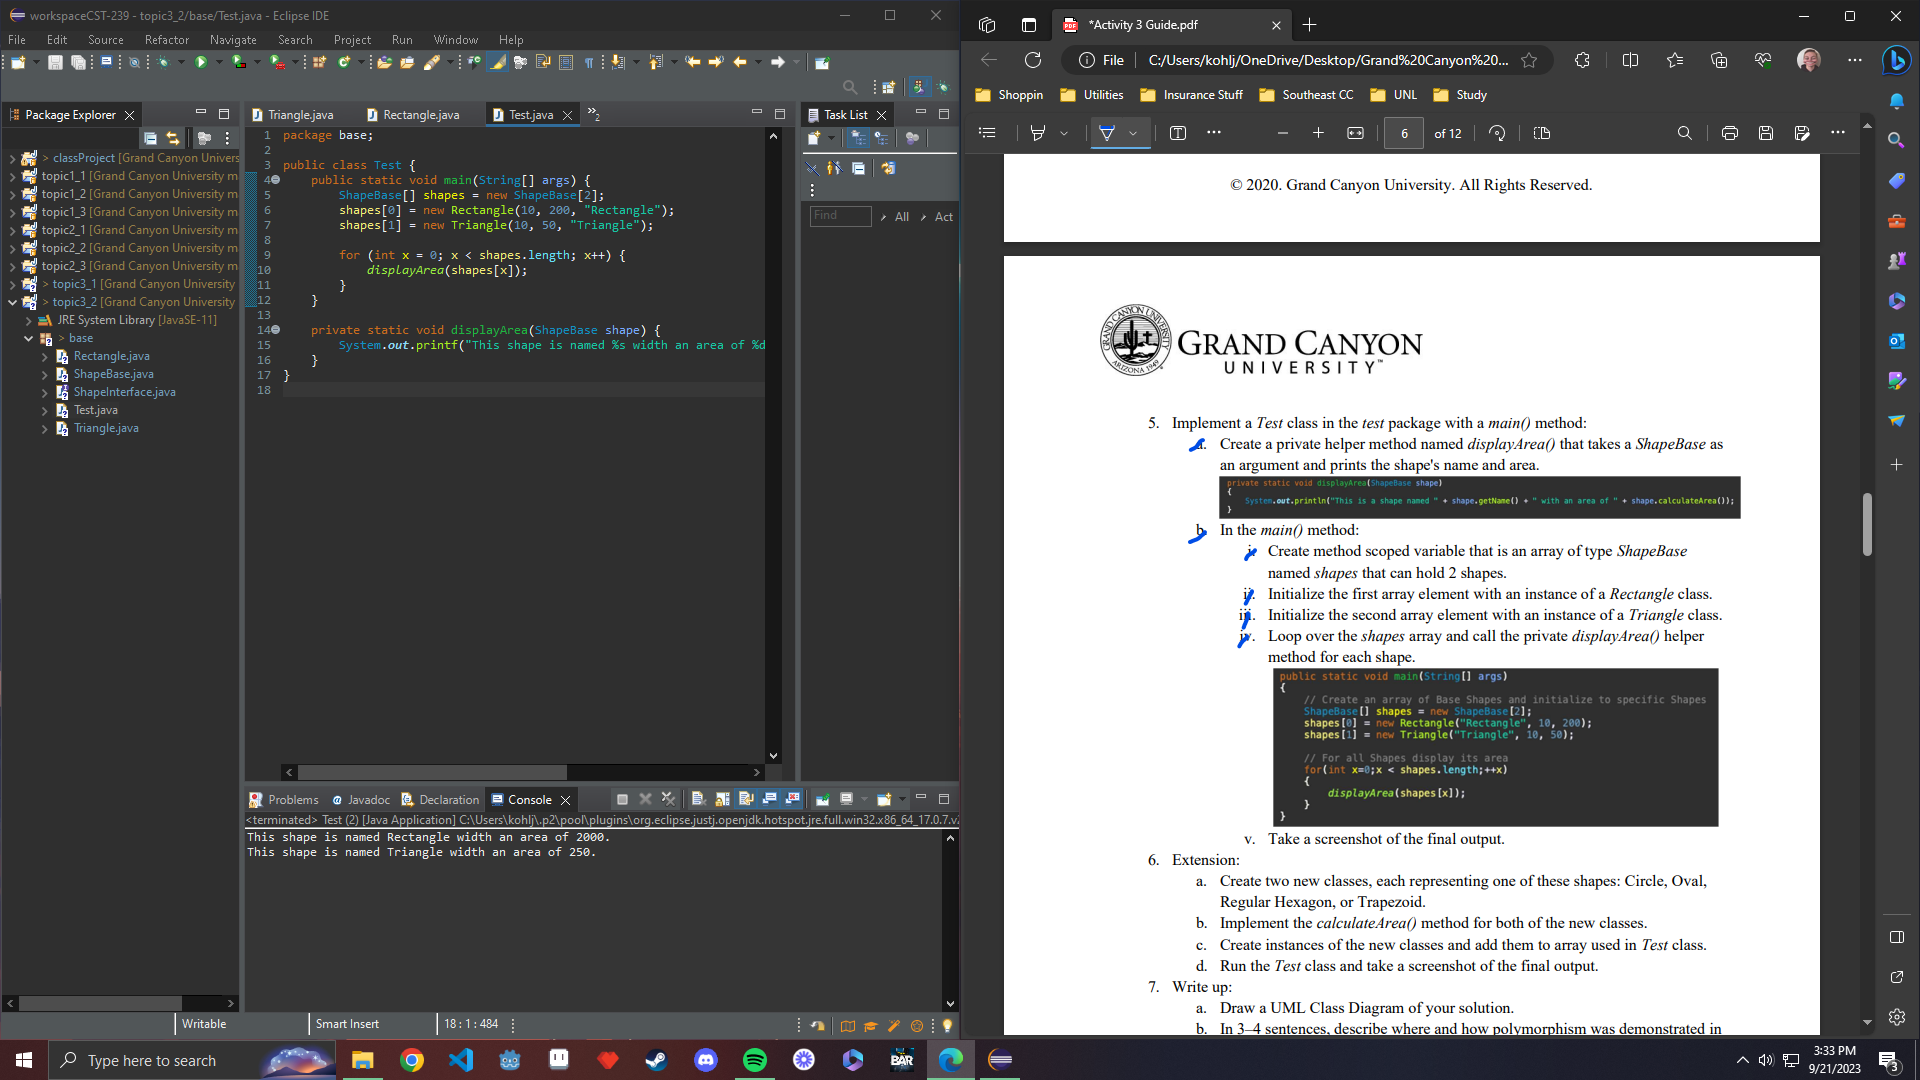 workspaceCST-239 - topic3_2/base/Test.java - Eclipse IDE
File Edit Source Refactor Navigate Search Project Run Window Help
Package Explorer
> classProject [Grand Canyon Univers
topic1_1 [Grand Canyon University m
topic1_2 [Grand Canyon University m
topic1_3 [Grand Canyon University m
topic2_1 [Grand Canyon University m
topic2_2 [Grand Canyon University m
topic2_3 [Grand Canyon University m
> topic3_1 [Grand Canyon University
> topic3_2 [Grand Canyon University
JRE System Library [JavaSE-11]
> base
Rectangle.java
ShapeBase.java
ShapeInterface.java
Test.java
Triangle.java
Triangle.java Rectangle.java Test.java »2
1 package base;
2
3 public class Test {
4 public static void main(String[] args) {
5 ShapeBase[] shapes = new ShapeBase[2];
6 shapes[0] = new Rectangle(10, 200, "Rectangle");
7 shapes[1] = new Triangle(10, 50, "Triangle");
8
9 for (int x = 0; x < shapes.length; x++) {
10 displayArea(shapes[x]);
11 }
12 }
13
14 private static void displayArea(ShapeBase shape) {
15 System.out.printf("This shape is named %s width an area of %d
16 }
17 }
18
Task List
Find All Act
Problems Javadoc Declaration Console
<terminated> Test (2) [Java Application] C:\Users\kohlj\.p2\pool\plugins\org.eclipse.justj.openjdk.hotspot.jre.full.win32.x86_64_17.0.7.v
This shape is named Rectangle width an area of 2000.
This shape is named Triangle width an area of 250.
Writable Smart Insert 18 : 1 : 484
*Activity 3 Guide.pdf
File C:/Users/kohlj/OneDrive/Desktop/Grand%20Canyon%20...
Shoppin Utilities Insurance Stuff Southeast CC UNL Study
6 of 12
© 2020. Grand Canyon University. All Rights Reserved.
GRAND CANYON UNIVERSITY
ARIZONA 1949
GRAND CANYON
UNIVERSITY™
5. Implement a Test class in the test package with a main() method:
a. Create a private helper method named displayArea() that takes a ShapeBase as
an argument and prints the shape's name and area.
private static void displayArea(ShapeBase shape)
{
System.out.println("This is a shape named " + shape.getName() + " with an area of " + shape.calculateArea());
}
b. In the main() method:
i. Create method scoped variable that is an array of type ShapeBase
named shapes that can hold 2 shapes.
ii. Initialize the first array element with an instance of a Rectangle class.
iii. Initialize the second array element with an instance of a Triangle class.
iv. Loop over the shapes array and call the private displayArea() helper
method for each shape.
public static void main(String[] args)
{
// Create an array of Base Shapes and initialize to specific Shapes
ShapeBase[] shapes = new ShapeBase[2];
shapes[0] = new Rectangle("Rectangle", 10, 200);
shapes[1] = new Triangle("Triangle", 10, 50);
// For all Shapes display its area
for(int x=0;x < shapes.length;++x)
{
displayArea(shapes[x]);
}
}
v. Take a screenshot of the final output.
6. Extension:
a. Create two new classes, each representing one of these shapes: Circle, Oval,
Regular Hexagon, or Trapezoid.
b. Implement the calculateArea() method for both of the new classes.
c. Create instances of the new classes and add them to array used in Test class.
d. Run the Test class and take a screenshot of the final output.
7. Write up:
a. Draw a UML Class Diagram of your solution.
b. In 3–4 sentences, describe where and how polymorphism was demonstrated in
Type here to search
BAR
3:33 PM
9/21/2023
3